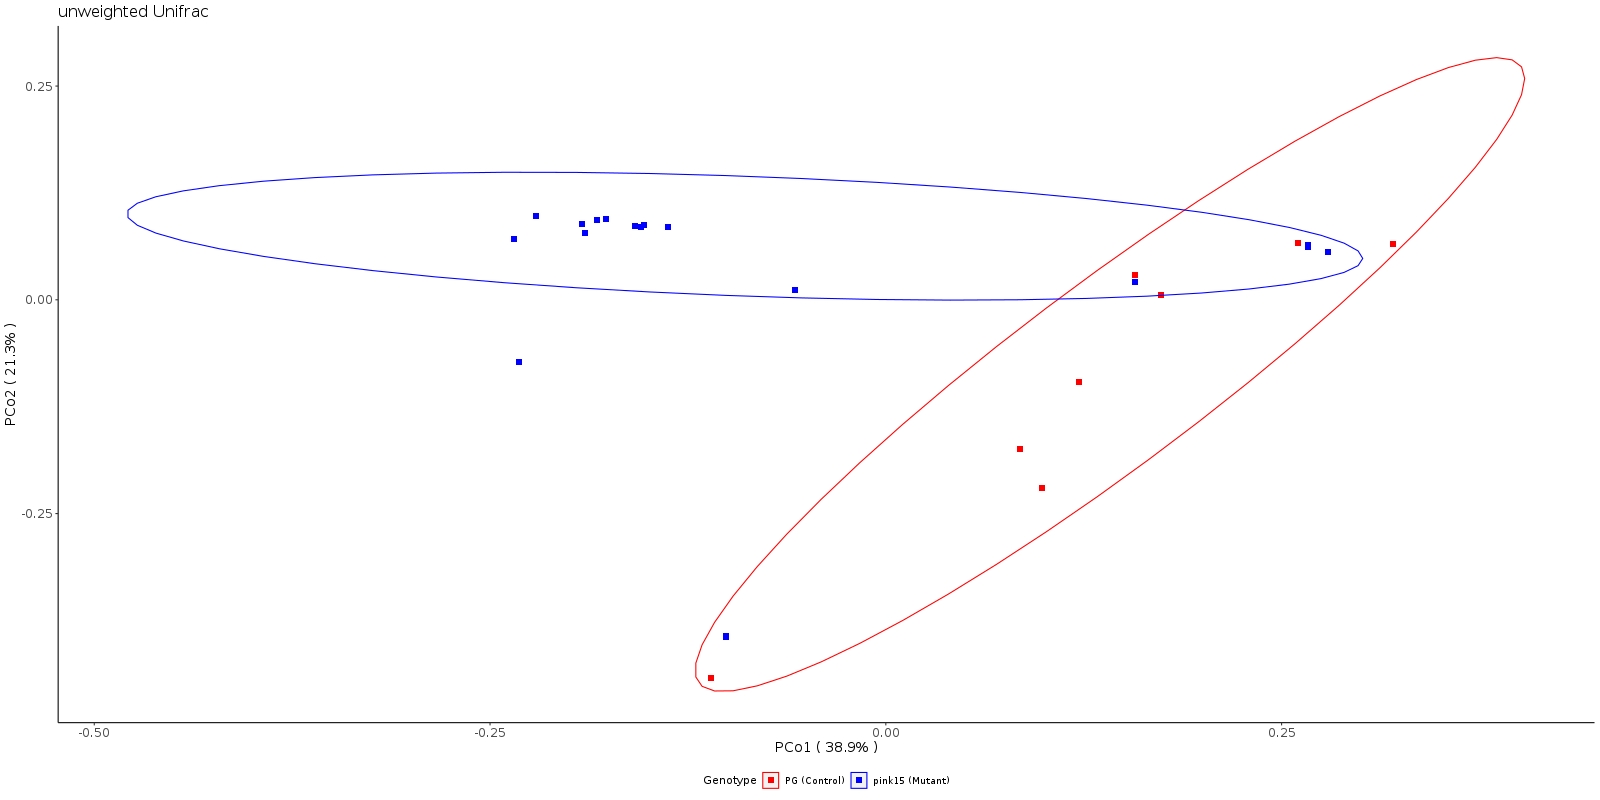 unweighted Unifrac
0.25
0.00
-0.25
PCo2 ( 21.3% )
-0.50
-0.25
0.00
0.25
PCo1 ( 38.9% )
Genotype PG (Control) pink15 (Mutant)